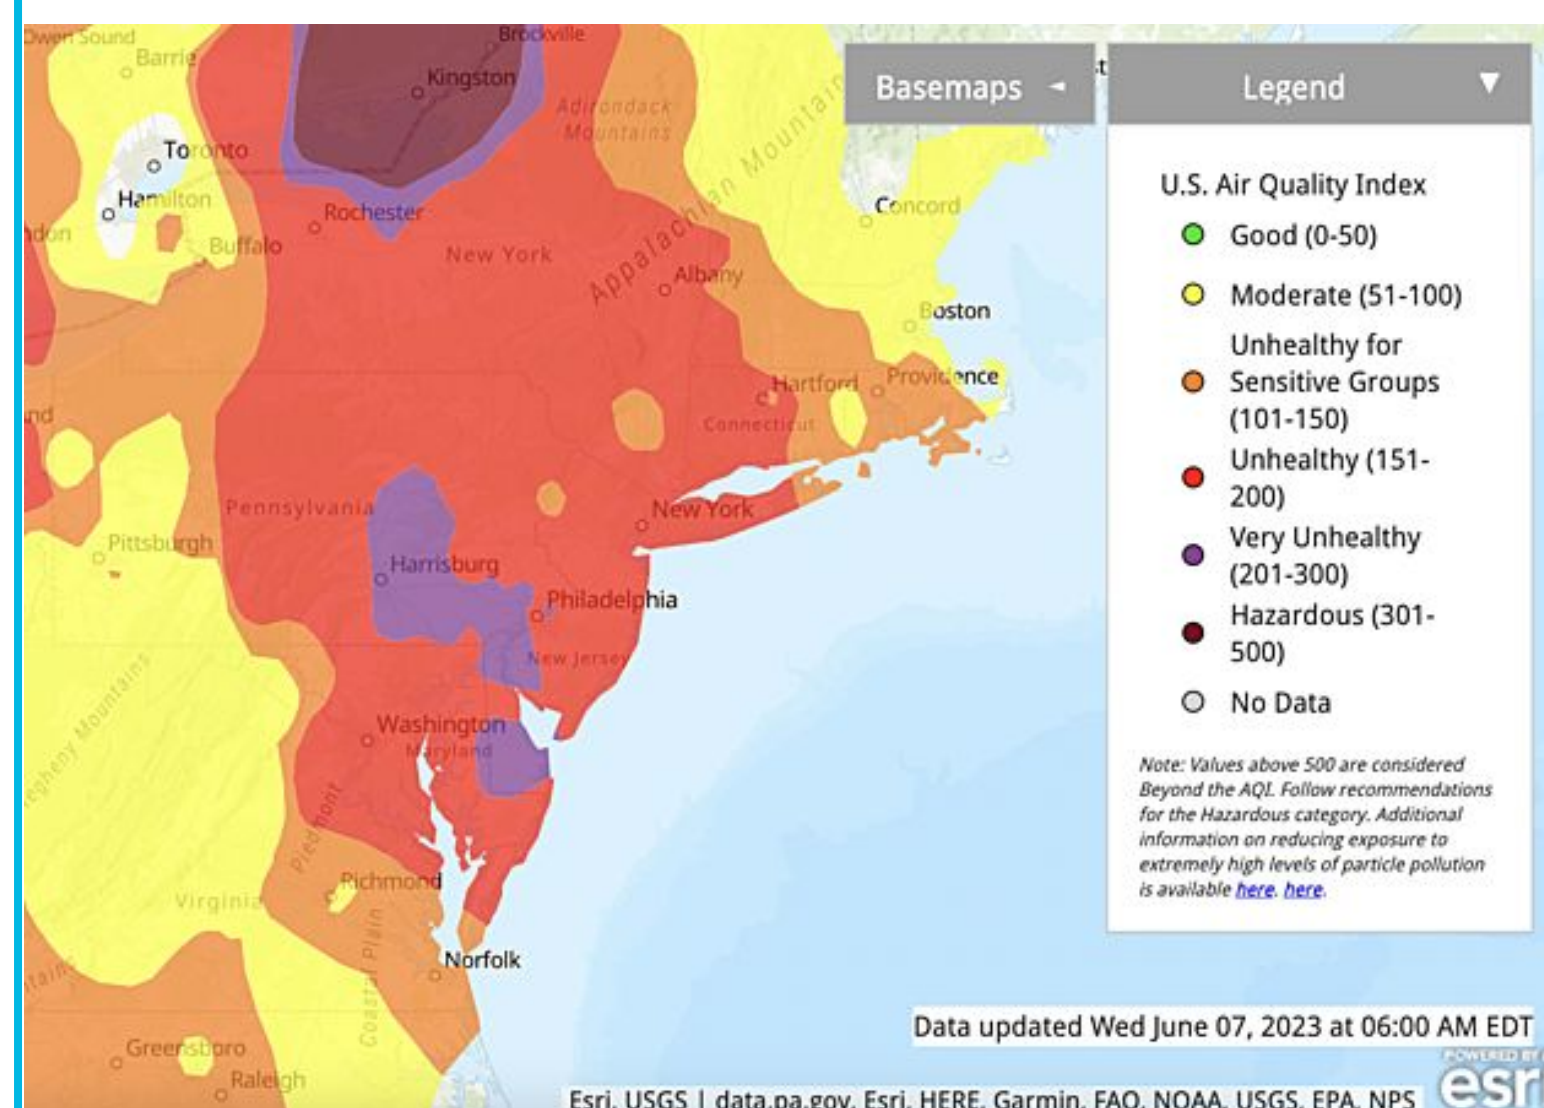 Owen Sound
Barrie
Brockville
Kingston
Adirondack
Mountains
Toronto
Hamilton
Rochester
Buffalo
New York
Appalachian Mountain
Albany
Concord
Boston
Hartford
Providence
Connecticut
Pennsylvania
New York
Pittsburgh
Harrisburg
Philadelphia
New Jersey
Washington
Maryland
Piedmont
Richmond
Virginia
Coastal Plain
Norfolk
Greensboro
Raleigh
Basemaps ◄
Legend ▼
U.S. Air Quality Index
Good (0-50)
Moderate (51-100)
Unhealthy for
Sensitive Groups
(101-150)
Unhealthy (151-
200)
Very Unhealthy
(201-300)
Hazardous (301-
500)
No Data
Note: Values above 500 are considered
Beyond the AQI. Follow recommendations
for the Hazardous category. Additional
information on reducing exposure to
extremely high levels of particle pollution
is available here. here.
Data updated Wed June 07, 2023 at 06:00 AM EDT
POWERED BY
esri
Esri, USGS | data.pa.gov, Esri, HERE, Garmin, FAO, NOAA, USGS, EPA, NPS